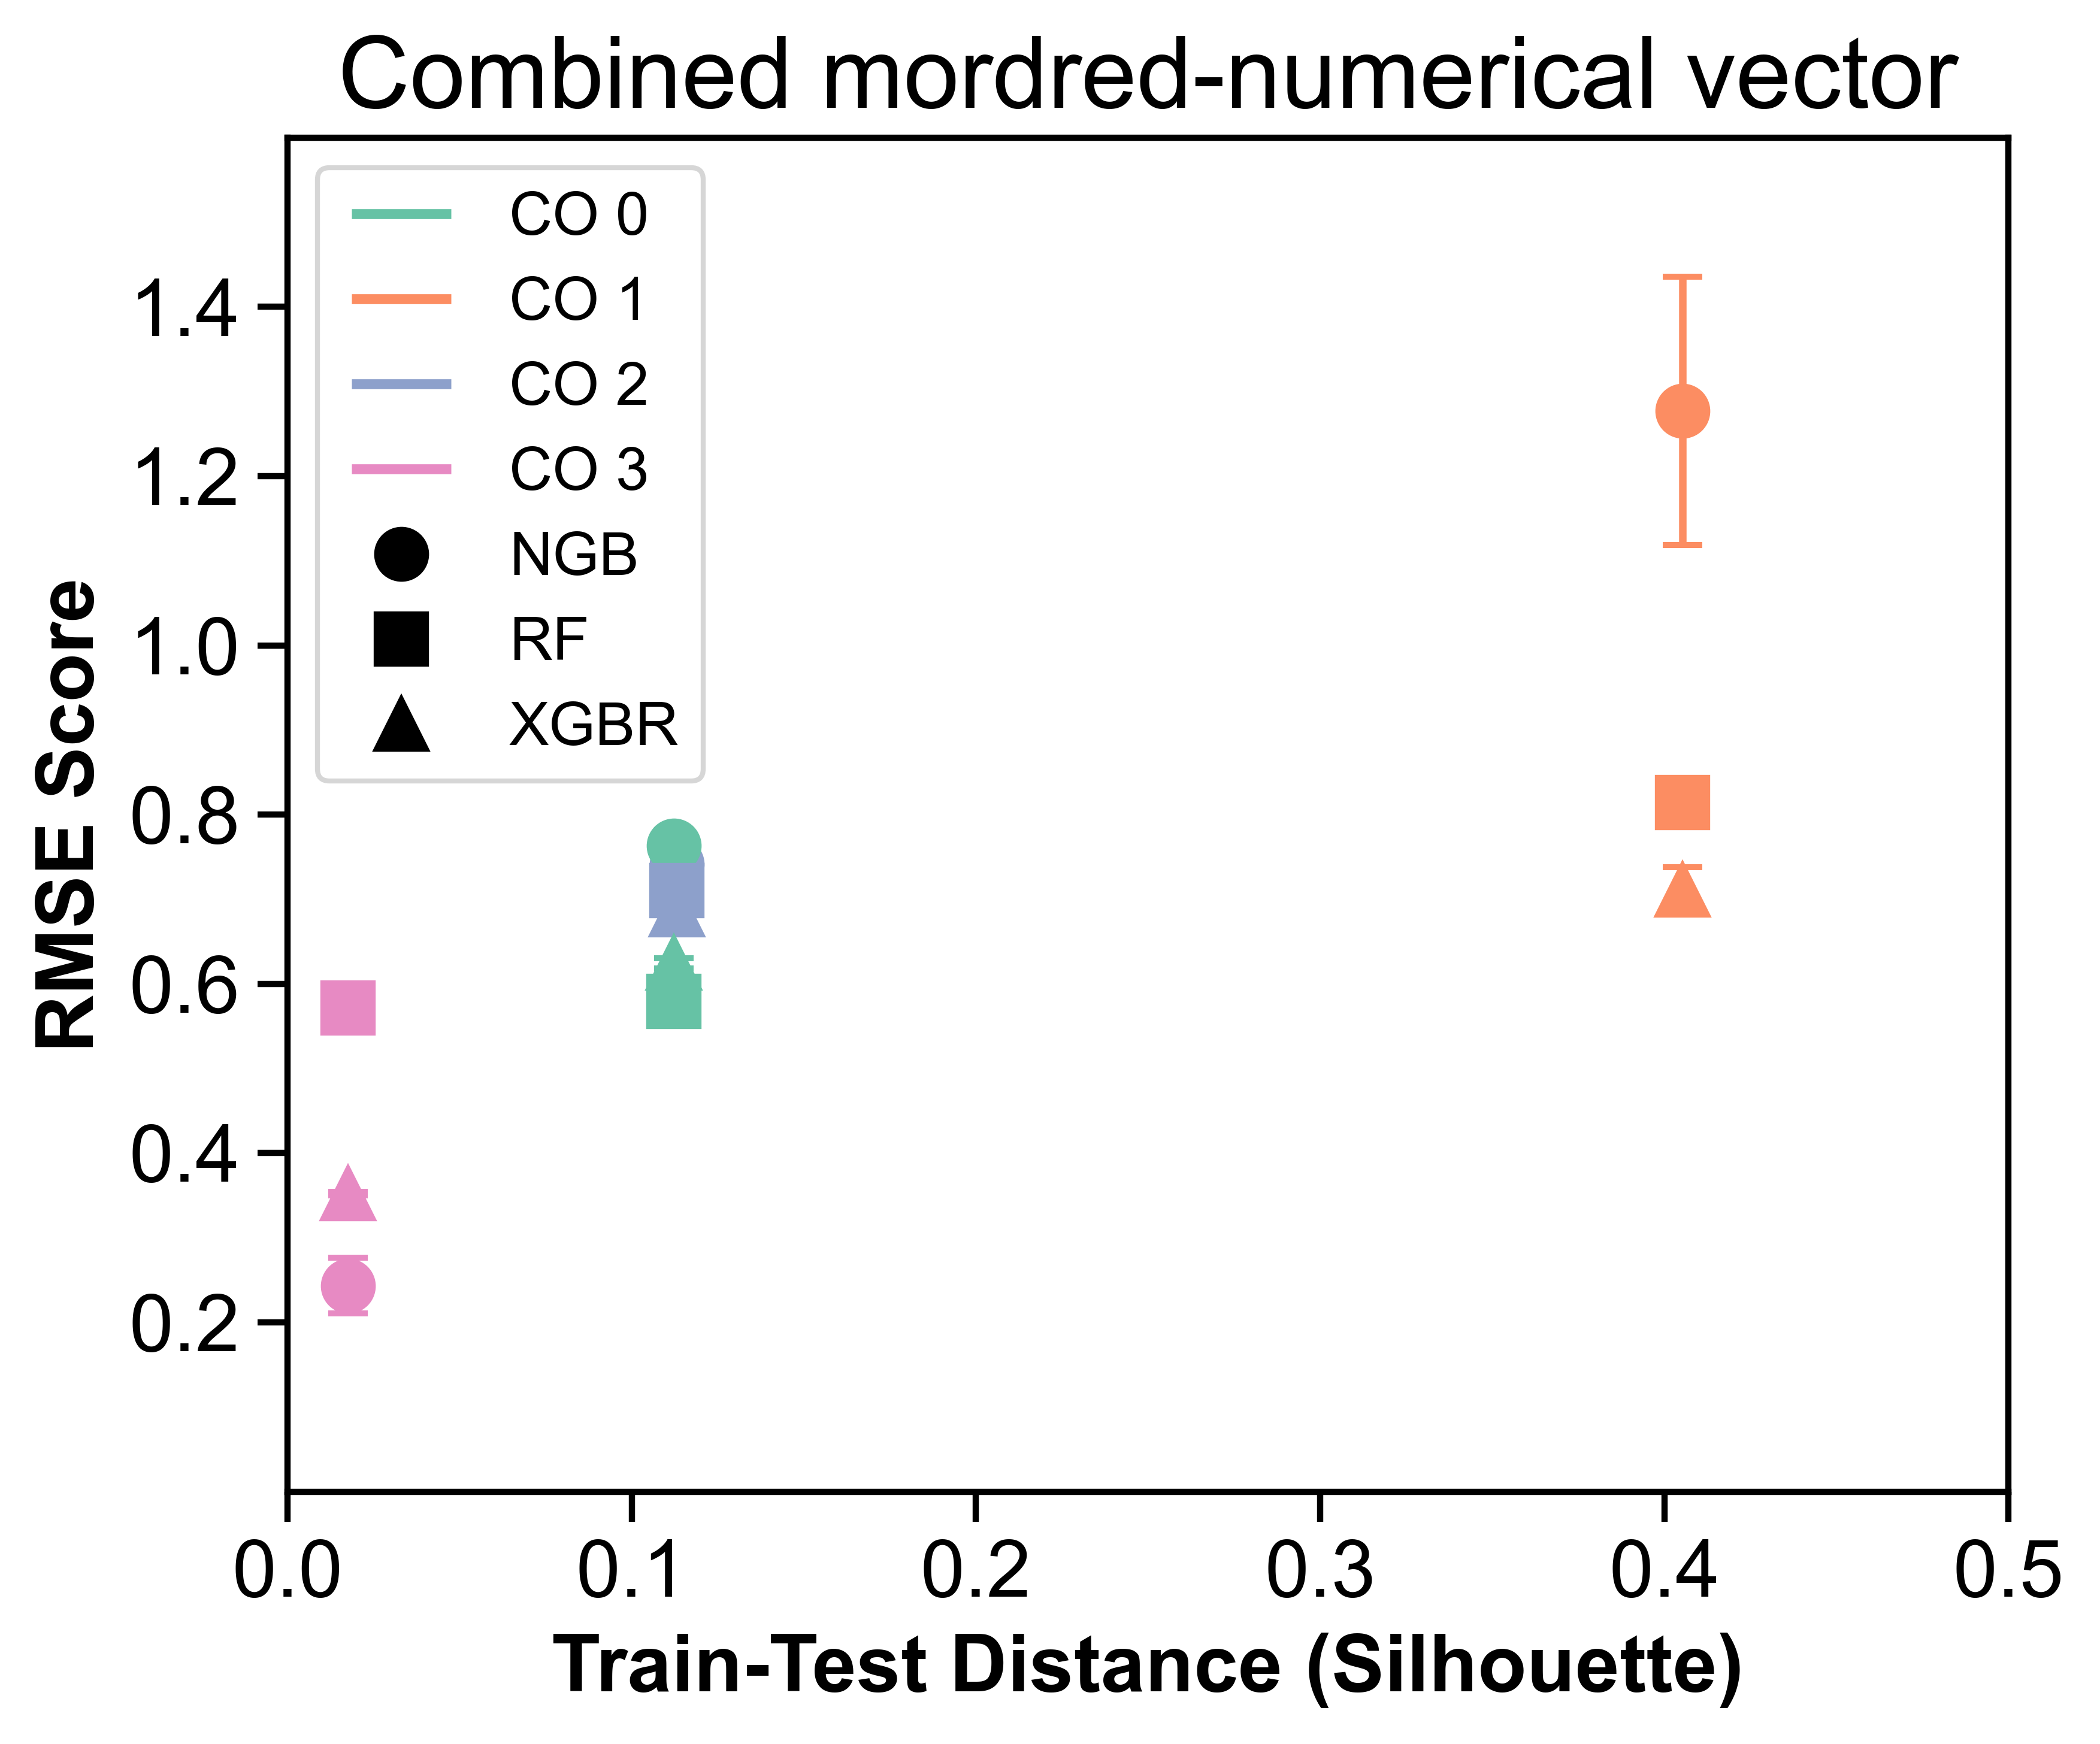 Combined mordred-numerical vector
CO 0
CO 1
CO 2
CO 3
NGB
RF
XGBR
RMSE Score
1.4
1.2
1.0
0.8
0.6
0.4
0.2
0.0
0.1
0.2
0.3
0.4
0.5
Train-Test Distance (Silhouette)